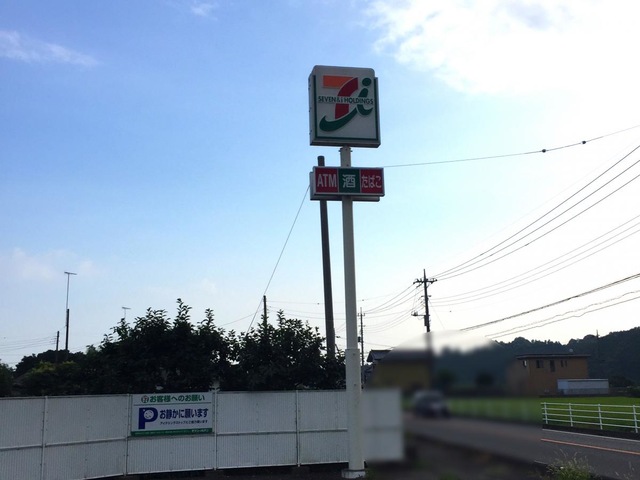 SEVEN & i HOLDINGS
ATM 酒 たばこ
お客様へのお願い
P お静かに願います